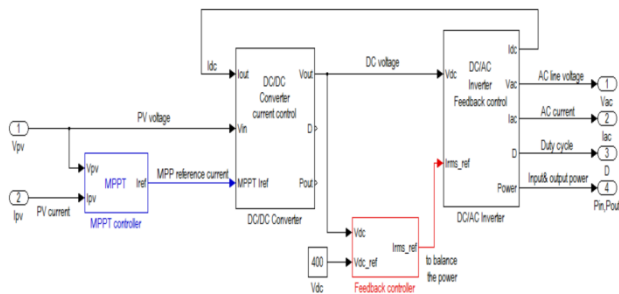 Idc
Iout
DC/DC
Converter
current control
Vout
DC voltage
Vdc
DC/AC
Inverter
Feedback control
Idc
Vac
AC line voltage
1
Vac
Iac
AC current
2
Iac
D
Duty cycle
3
D
Power
Input& output power
4
Pin,Pout
1
Vpv
PV voltage
Vin
D
Vpv
MPPT
Iref
MPP reference current
MPPT Iref
Pout
Irms_ref
2
Ipv
PV current
Ipv
MPPT controller
DC/DC Converter
DC/AC Inverter
Vdc
Irms_ref
Vdc_ref
400
Vdc
Feedback controller
to balance
the power